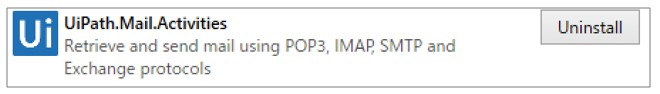 Ui
UiPath.Mail.Activities
Uninstall
Retrieve and send mail using POP3, IMAP, SMTP and
Exchange protocols